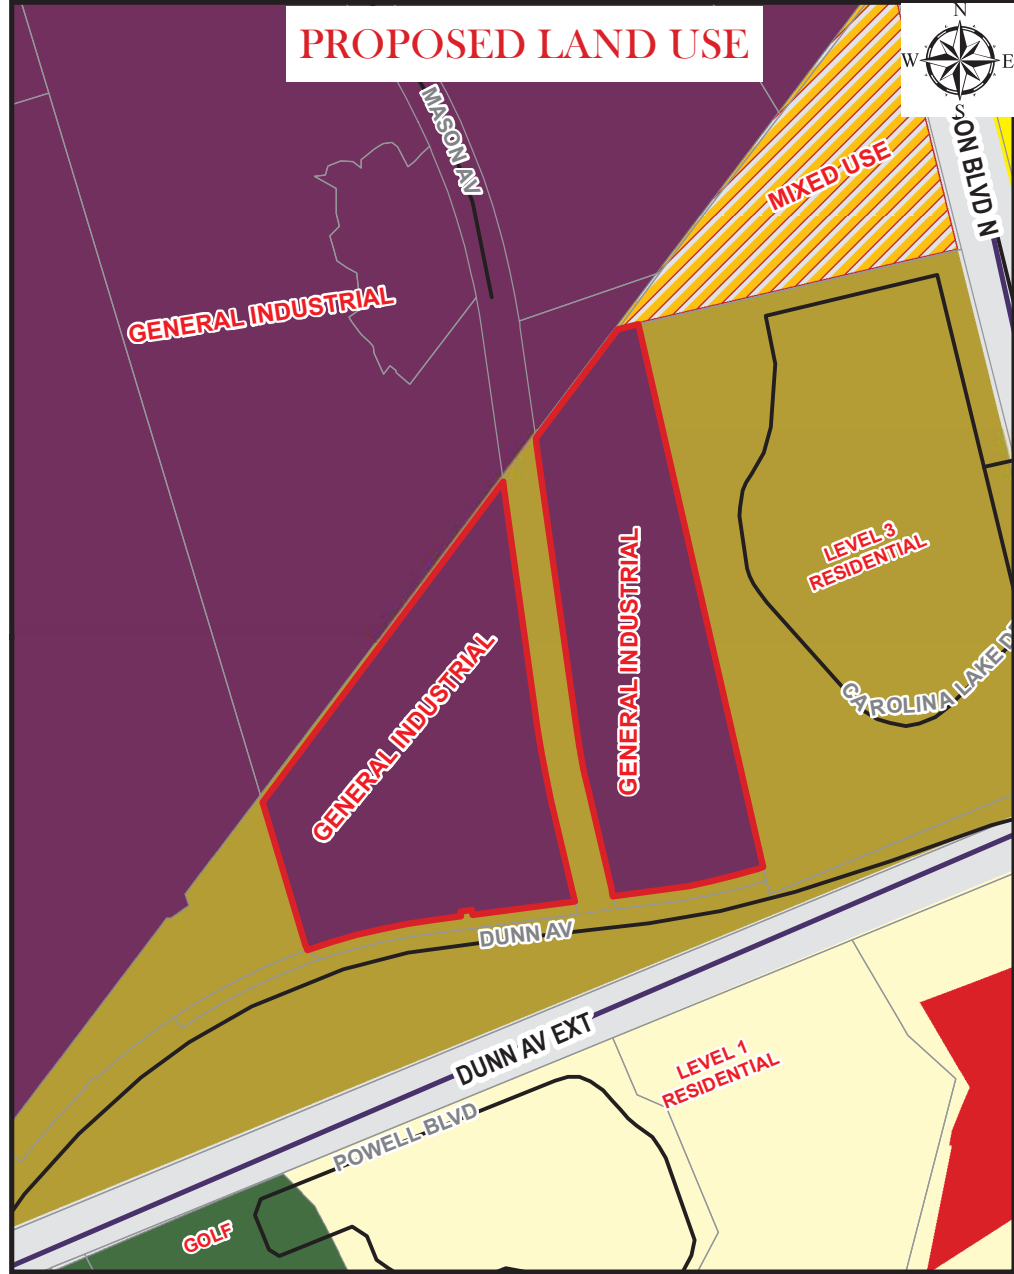 PROPOSED LAND USE
N
W E
S
MASON AV
MIXED USE
ON BLVD N
GENERAL INDUSTRIAL
LEVEL 3
RESIDENTIAL
GENERAL INDUSTRIAL
GENERAL INDUSTRIAL
CAROLINA LAKE D
DUNN AV
DUNN AV EXT
LEVEL 1
RESIDENTIAL
POWELL BLVD
GOLF